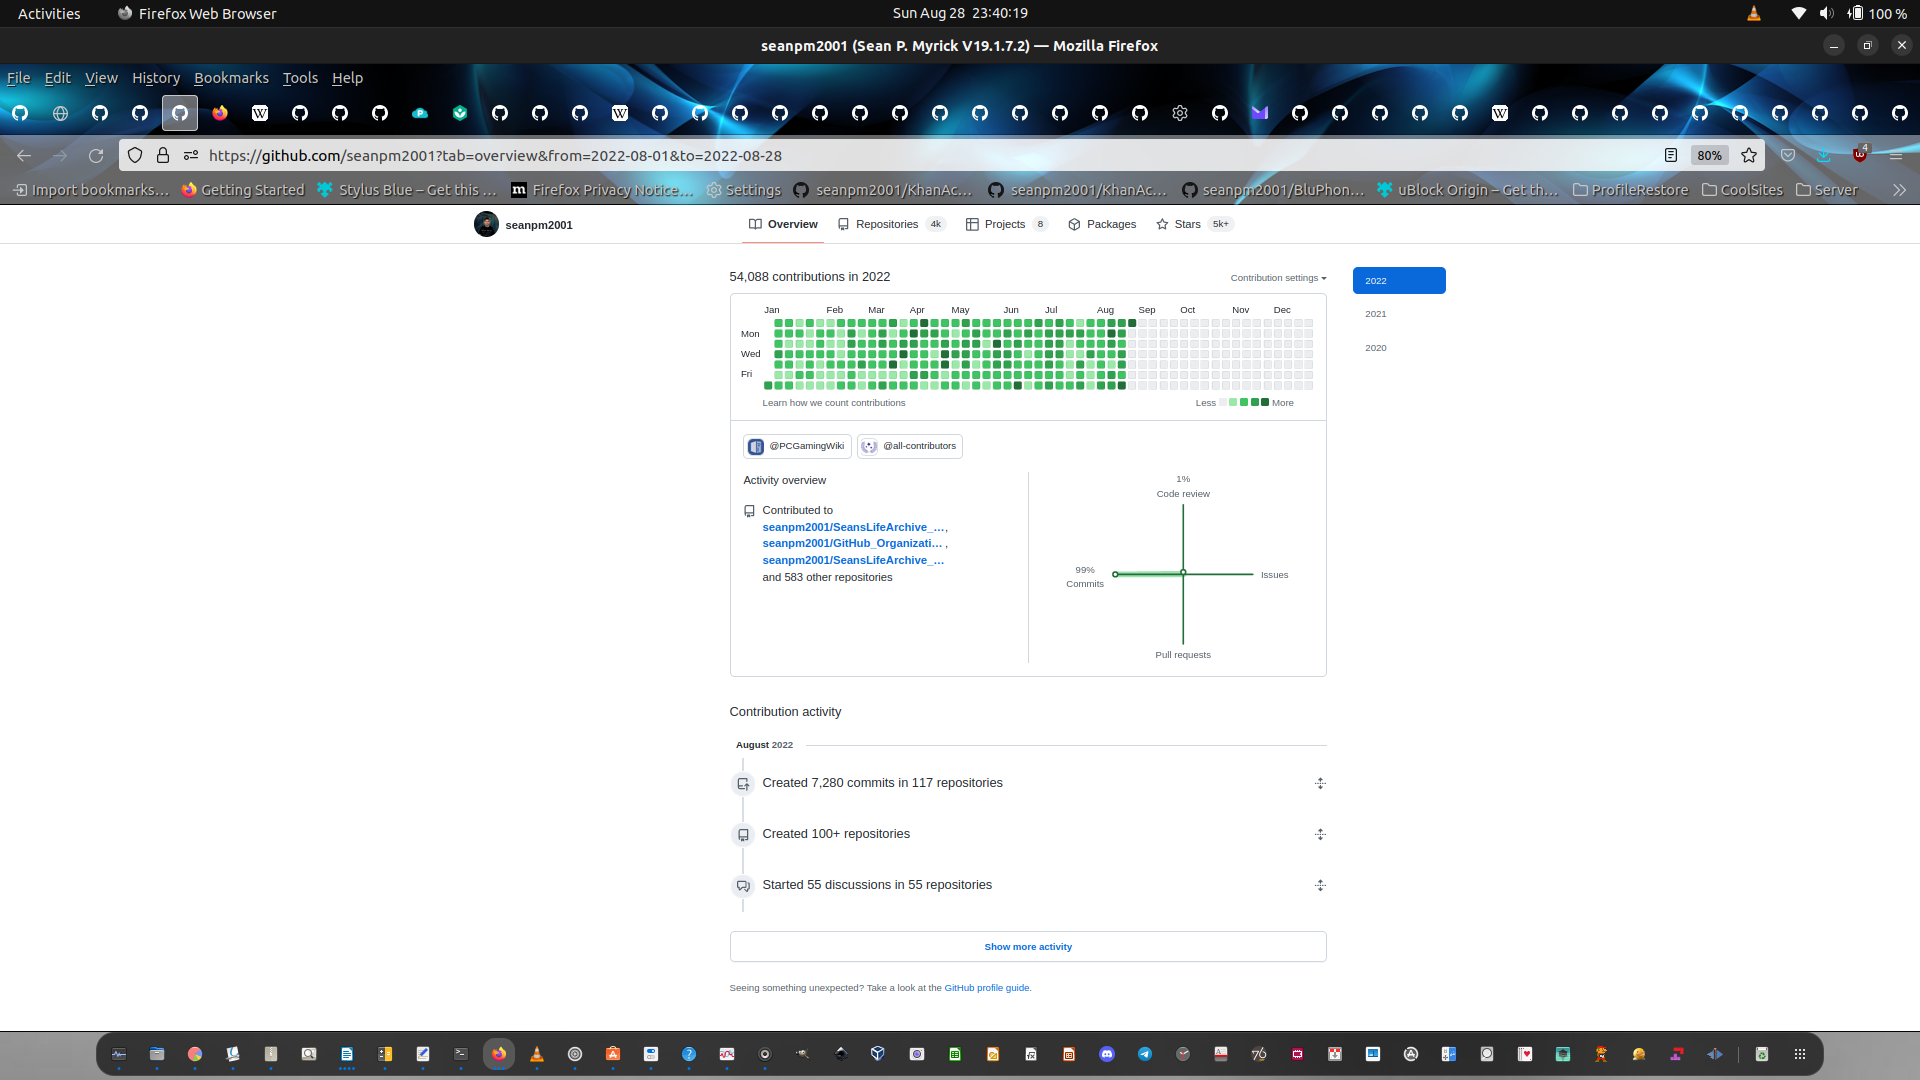 Activities
Firefox Web Browser
Sun Aug 28 23:40:19
100 %
seanpm2001 (Sean P. Myrick V19.1.7.2) — Mozilla Firefox
File Edit View History Bookmarks Tools Help
https://github.com/seanpm2001?tab=overview&from=2022-08-01&to=2022-08-28
80%
4
Import bookmarks…
Getting Started
Stylus Blue – Get this …
Firefox Privacy Notice…
Settings
seanpm2001/KhanAc…
seanpm2001/KhanAc…
seanpm2001/BluPhon…
uBlock Origin – Get th…
ProfileRestore
CoolSites
Server
seanpm2001
Overview
Repositories 4k
Projects 8
Packages
Stars 5k+
54,088 contributions in 2022
Contribution settings
2022
2021
2020
Jan Feb Mar Apr May Jun Jul Aug Sep Oct Nov Dec
Mon
Wed
Fri
Learn how we count contributions
Less
More
@PCGamingWiki
@all-contributors
Activity overview
Contributed to
seanpm2001/SeansLifeArchive_…,
seanpm2001/GitHub_Organizati… ,
seanpm2001/SeansLifeArchive_…
and 583 other repositories
1%
Code review
99%
Commits
Issues
Pull requests
Contribution activity
August 2022
Created 7,280 commits in 117 repositories
Created 100+ repositories
Started 55 discussions in 55 repositories
Show more activity
Seeing something unexpected? Take a look at the GitHub profile guide.